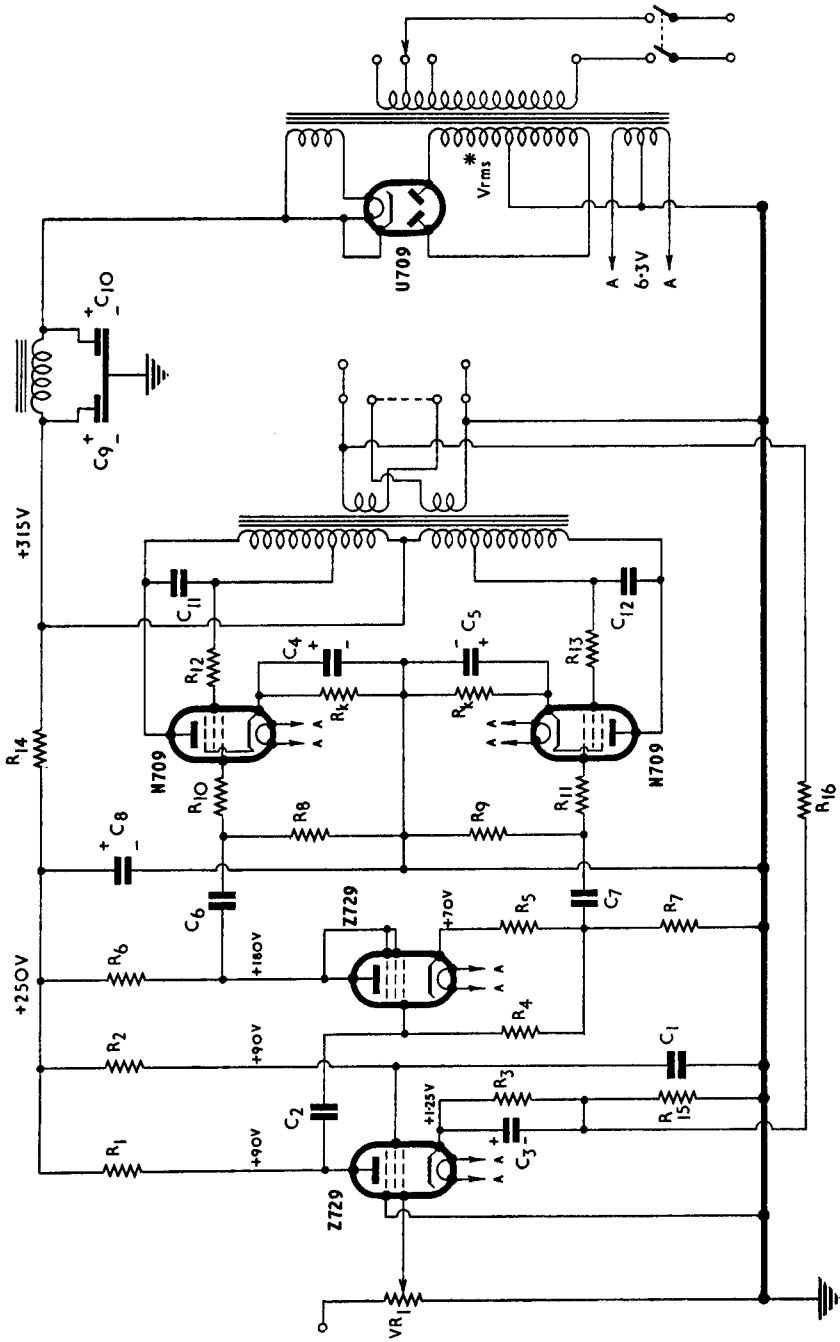 +250V
R14
+315V
C9
+
-
+
-
C10
R1
R2
R6
+
-
C8
+90V
+90V
+180V
C2
C6
N709
R10
R12
C11
R8
Rk
C4
+
-
Z729
Z729
VR1
A A
A A
A A
+1·25V
+70V
+
-
C3
R3
R4
R5
C7
R9
Rk
-
+
C5
A A
R11
R13
C12
N709
R15
C1
R7
R16
U709
*
Vrms
A
6·3V
A